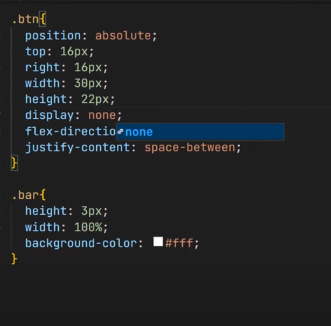 .btn{
position: absolute;
top: 16px;
right: 16px;
width: 30px;
height: 22px;
display: none;
flex-directio
none
justify-content: space-between;
}
.bar{
height: 3px;
width: 100%;
background-color: #fff;
}